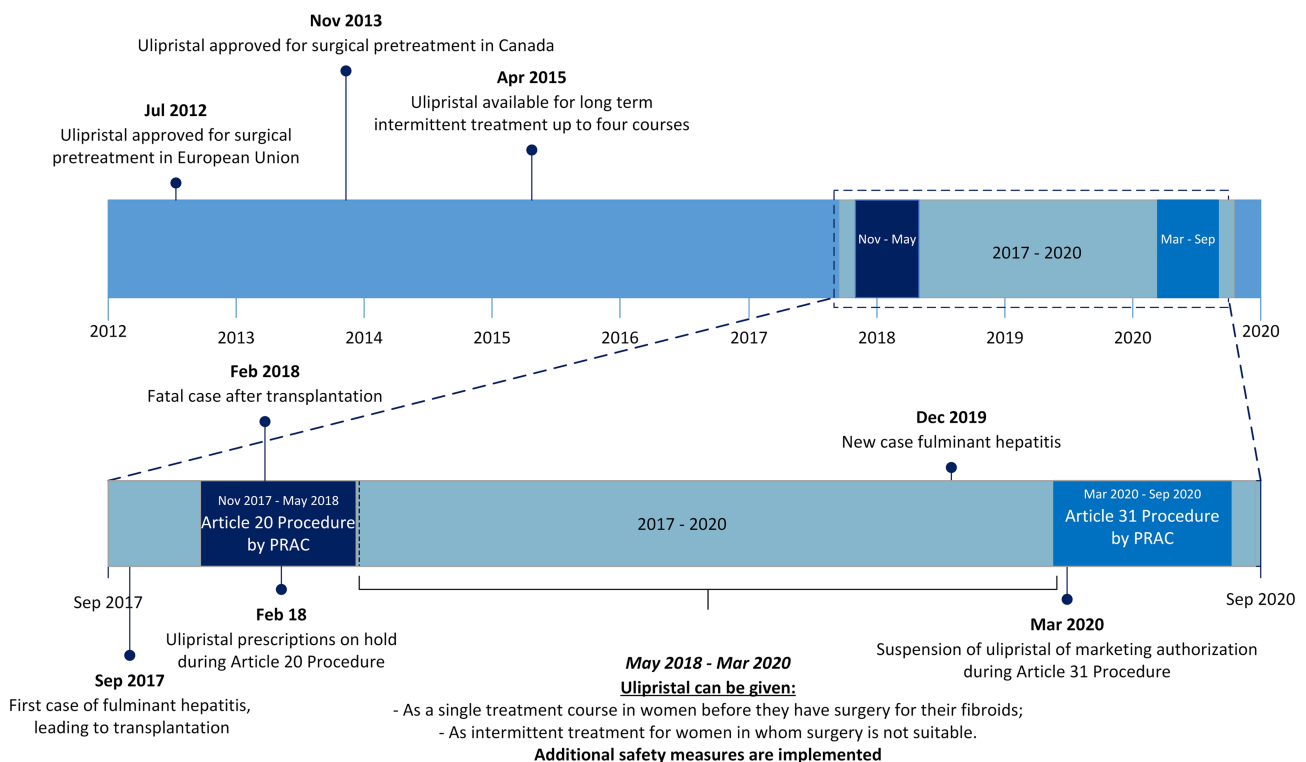 Nov 2013
Ulipristal approved for surgical pretreatment in Canada
Apr 2015
Ulipristal available for long term
intermittent treatment up to four courses
Jul 2012
Ulipristal approved for surgical
pretreatment in European Union
Nov - May
2017 - 2020
Mar - Sep
2012
2013
2014
2015
2016
2017
2018
2019
2020
2020
Feb 2018
Fatal case after transplantation
Dec 2019
New case fulminant hepatitis
Nov 2017 - May 2018
Article 20 Procedure
by PRAC
2017 - 2020
Mar 2020 - Sep 2020
Article 31 Procedure
by PRAC
Sep 2017
Sep 2020
Feb 18
Ulipristal prescriptions on hold
during Article 20 Procedure
Mar 2020
Suspension of ulipristal of marketing authorization
during Article 31 Procedure
Sep 2017
First case of fulminant hepatitis,
leading to transplantation
May 2018 - Mar 2020
Ulipristal can be given:
- As a single treatment course in women before they have surgery for their fibroids;
- As intermittent treatment for women in whom surgery is not suitable.
Additional safety measures are implemented